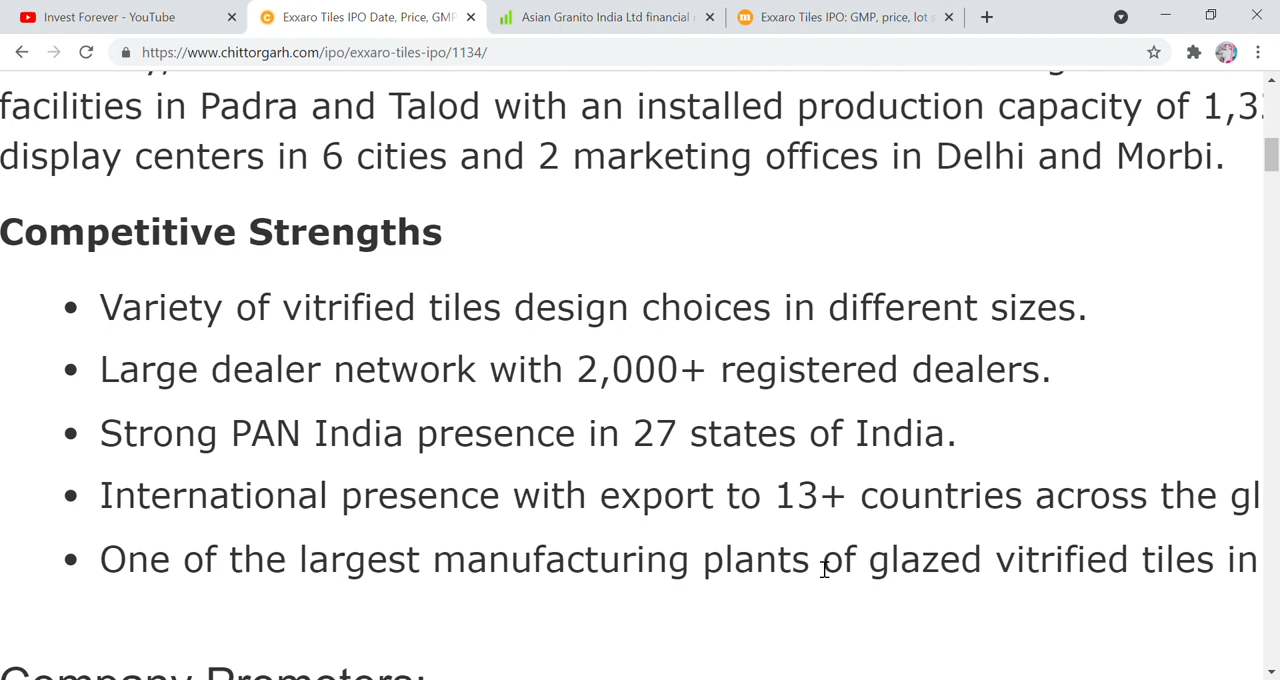 Invest Forever - YouTube
Exxaro Tiles IPO Date, Price, GMP
Asian Granito India Ltd financial
Exxaro Tiles IPO: GMP, price, lot s
https://www.chittorgarh.com/ipo/exxaro-tiles-ipo/1134/
facilities in Padra and Talod with an installed production capacity of 1,3
display centers in 6 cities and 2 marketing offices in Delhi and Morbi.
Competitive Strengths
• Variety of vitrified tiles design choices in different sizes.
• Large dealer network with 2,000+ registered dealers.
• Strong PAN India presence in 27 states of India.
• International presence with export to 13+ countries across the gl
• One of the largest manufacturing plants of glazed vitrified tiles in
Company Promoters: